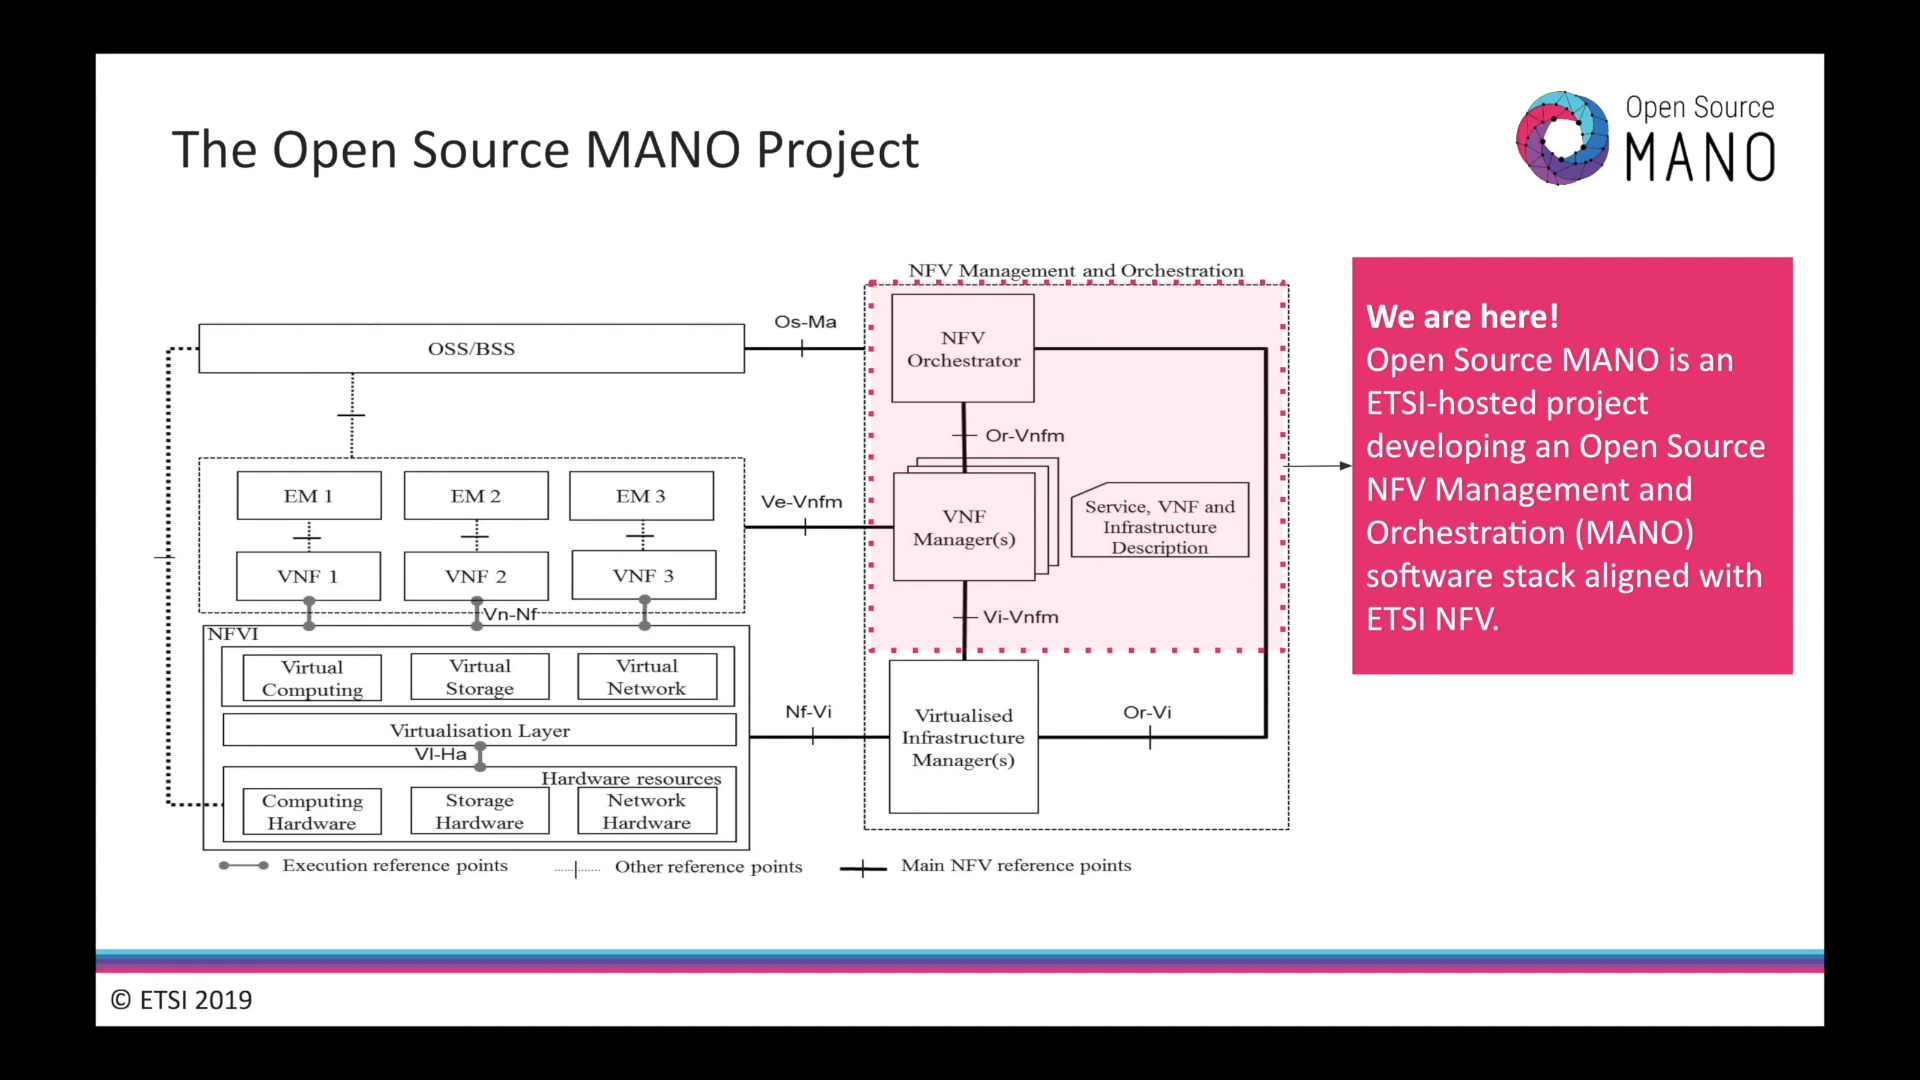 The Open Source MANO Project
Open Source
MANO
NFV Management and Orchestration
OSS/BSS
Os-Ma
NFV
Orchestrator
Or-Vnfm
EM 1
EM 2
EM 3
Ve-Vnfm
VNF
Manager(s)
Service, VNF and
Infrastructure
Description
VNF 1
VNF 2
VNF 3
Vn-Nf
Vi-Vnfm
NFVI
Virtual
Computing
Virtual
Storage
Virtual
Network
Virtualisation Layer
Nf-Vi
Virtualised
Infrastructure
Manager(s)
Or-Vi
Vl-Ha
Hardware resources
Computing
Hardware
Storage
Hardware
Network
Hardware
Execution reference points
Other reference points
Main NFV reference points
We are here!
Open Source MANO is an
ETSI-hosted project
developing an Open Source
NFV Management and
Orchestration (MANO)
software stack aligned with
ETSI NFV.
© ETSI 2019